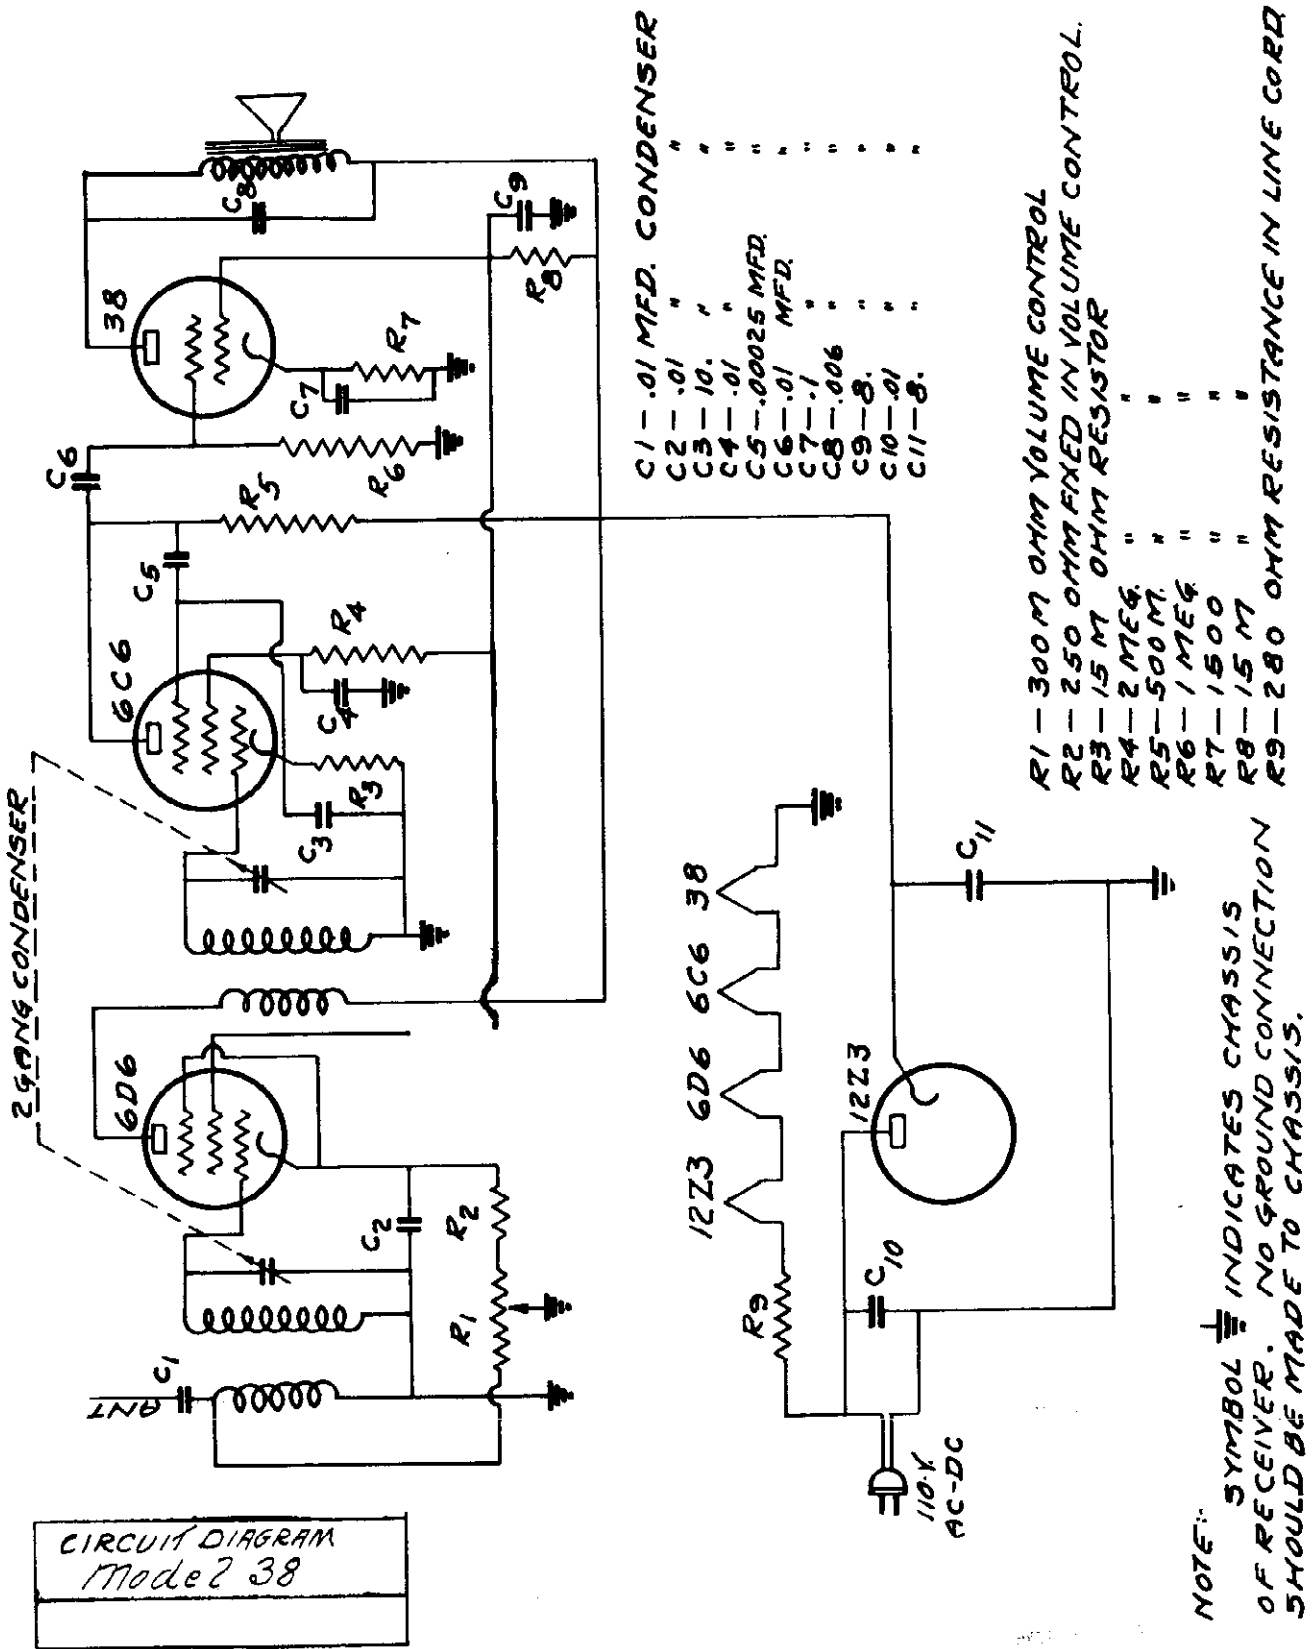 CIRCUIT DIAGRAM
Model 38
2 GANG CONDENSER
6D6
6C6
38
ANT
C1
C2
R1
R2
C3
R3
C4
R4
C5
R5
C6
R6
C7
R7
C8
R8
C9
12Z3 6D6 6C6 38
R9
C10
12Z3
C11
110.V.
AC-DC
C1-.01 MFD. CONDENSER
C2-.01 " "
C3-10. " "
C4-.01 " "
C5-.00025 MFD. "
C6-.01 MFD. "
C7-.1 " "
C8-.006 " "
C9-8. " "
C10-.01 " "
C11-8. " "
R1-300M OHM VOLUME CONTROL
R2-250 OHM FIXED IN VOLUME CONTROL.
R3-15 M OHM RESISTOR
R4-2 MEG. " "
R5-500 M. " "
R6-1 MEG. " "
R7-1500 " "
R8-15 M " "
R9-280 OHM RESISTANCE IN LINE CORD.
NOTE:-
SYMBOL INDICATES CHASSIS
OF RECEIVER. NO GROUND CONNECTION
SHOULD BE MADE TO CHASSIS.